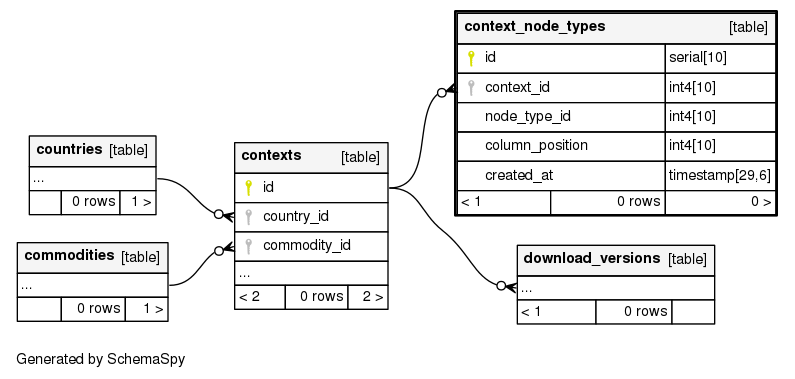 context_node_types [table]
id serial[10]
context_id int4[10]
node_type_id int4[10]
column_position int4[10]
created_at timestamp[29,6]
< 1 0 rows 0 >
countries [table]
...
0 rows 1 >
contexts [table]
id
country_id
commodity_id
...
< 2 0 rows 2 >
commodities [table]
...
0 rows 1 >
download_versions [table]
...
< 1 0 rows
Generated by SchemaSpy